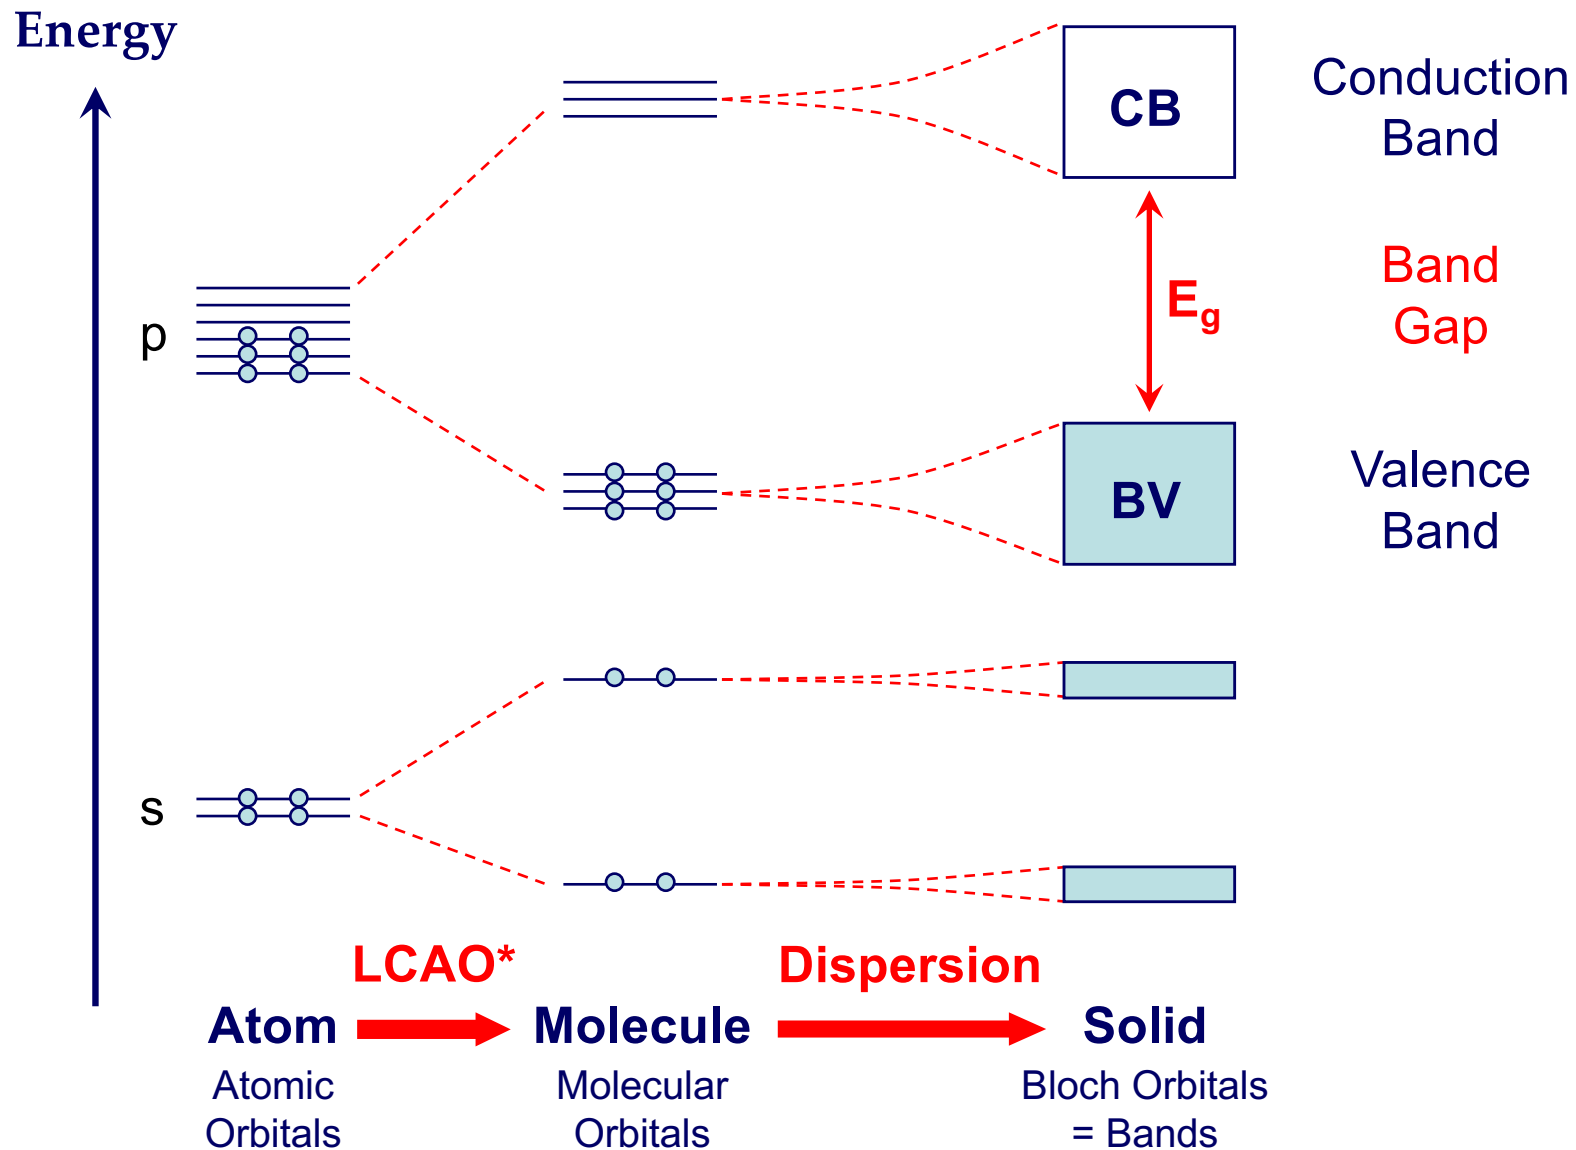 Energy
Conduction
Band
CB
Band
Gap
Eg
p
Valence
Band
BV
s
LCAO*
Dispersion
Atom
Molecule
Solid
Atomic
Orbitals
Molecular
Orbitals
Bloch Orbitals
= Bands